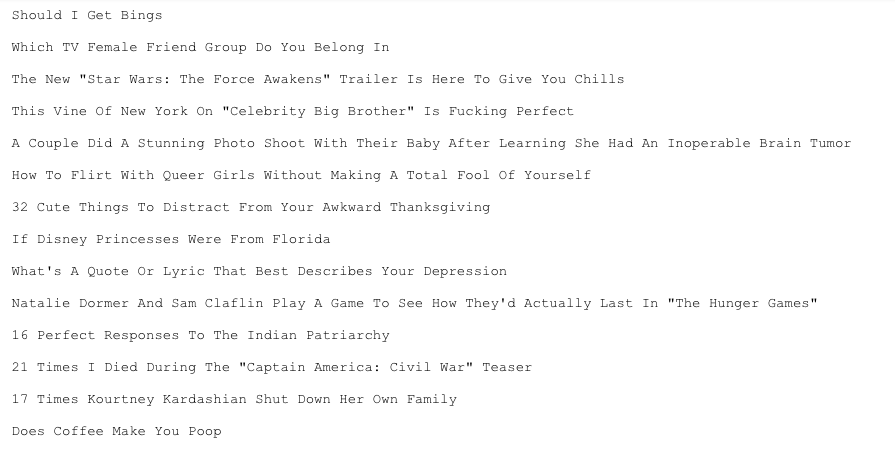 Should I Get Bings
Which TV Female Friend Group Do You Belong In
The New "Star Wars: The Force Awakens" Trailer Is Here To Give You Chills
This Vine Of New York On "Celebrity Big Brother" Is Fucking Perfect
A Couple Did A Stunning Photo Shoot With Their Baby After Learning She Had An Inoperable Brain Tumor
How To Flirt With Queer Girls Without Making A Total Fool Of Yourself
32 Cute Things To Distract From Your Awkward Thanksgiving
If Disney Princesses Were From Florida
What's A Quote Or Lyric That Best Describes Your Depression
Natalie Dormer And Sam Claflin Play A Game To See How They'd Actually Last In "The Hunger Games"
16 Perfect Responses To The Indian Patriarchy
21 Times I Died During The "Captain America: Civil War" Teaser
17 Times Kourtney Kardashian Shut Down Her Own Family
Does Coffee Make You Poop